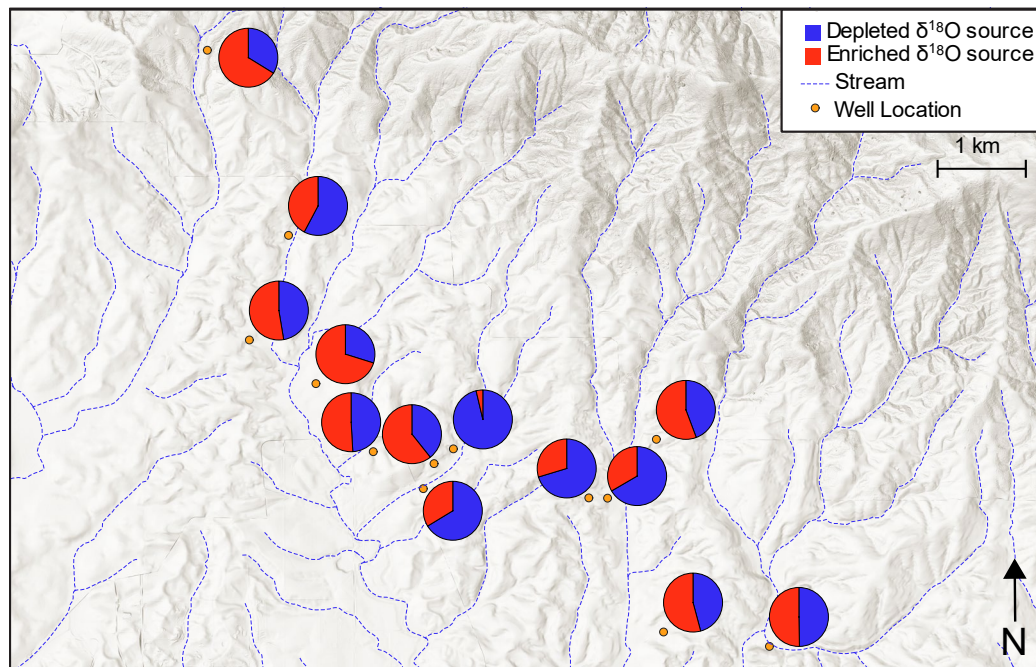 Depleted δ¹⁸O source
Enriched δ¹⁸O source
Stream
Well Location
1 km
N